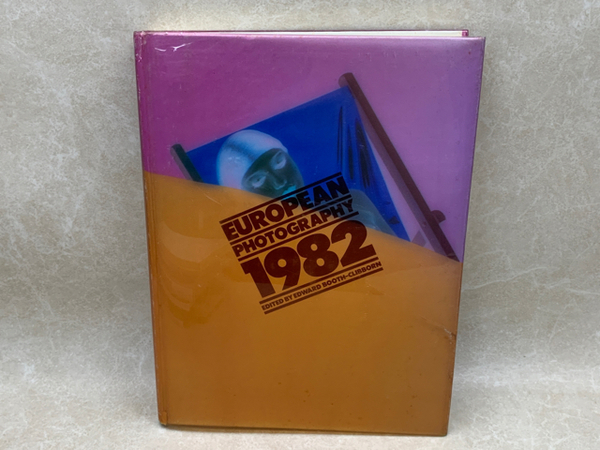 EUROPEAN
PHOTOGRAPHY
1982
EDITED BY EDWARD BOOTH-CLIBBORN